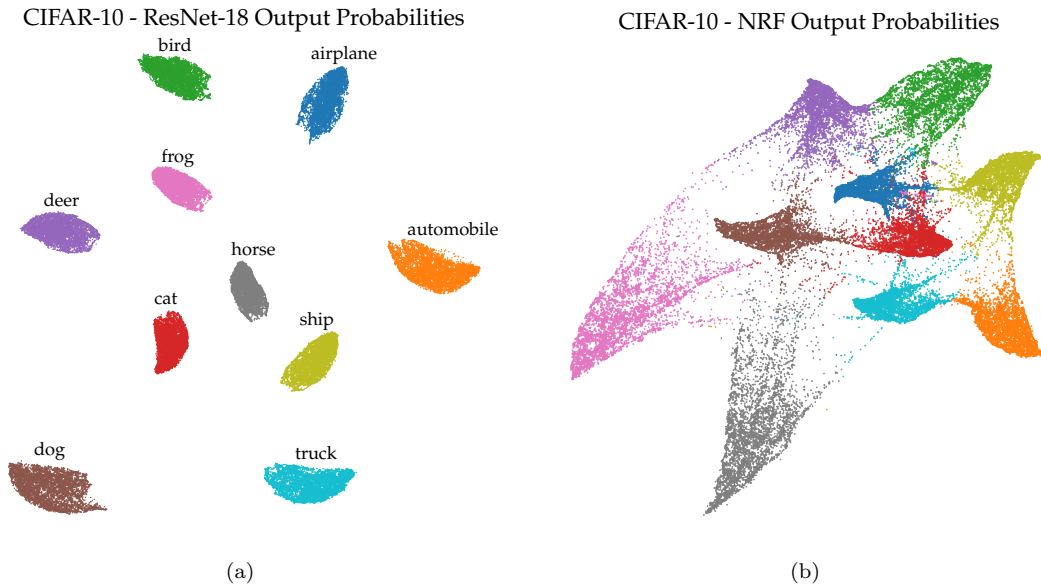 CIFAR-10 - ResNet-18 Output Probabilities
CIFAR-10 - NRF Output Probabilities
bird
airplane
frog
deer
automobile
horse
cat
ship
dog
truck
(a)
(b)